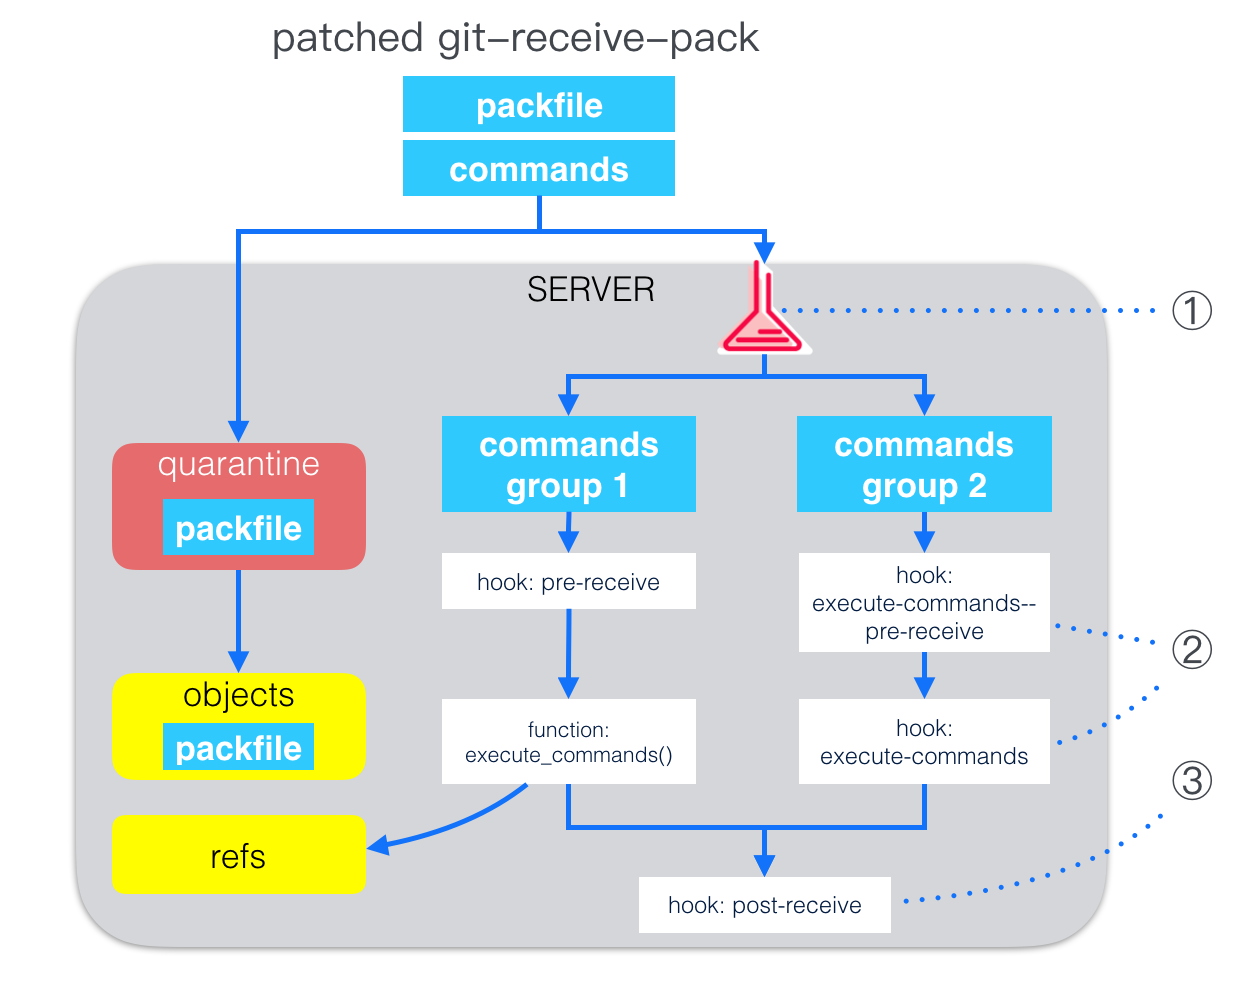 patched git-receive-pack
packfile
commands
SERVER
①
quarantine
packfile
commands
group 1
commands
group 2
hook: pre-receive
hook:
execute-commands--
pre-receive
②
objects
packfile
function:
execute_commands()
hook:
execute-commands
③
refs
hook: post-receive